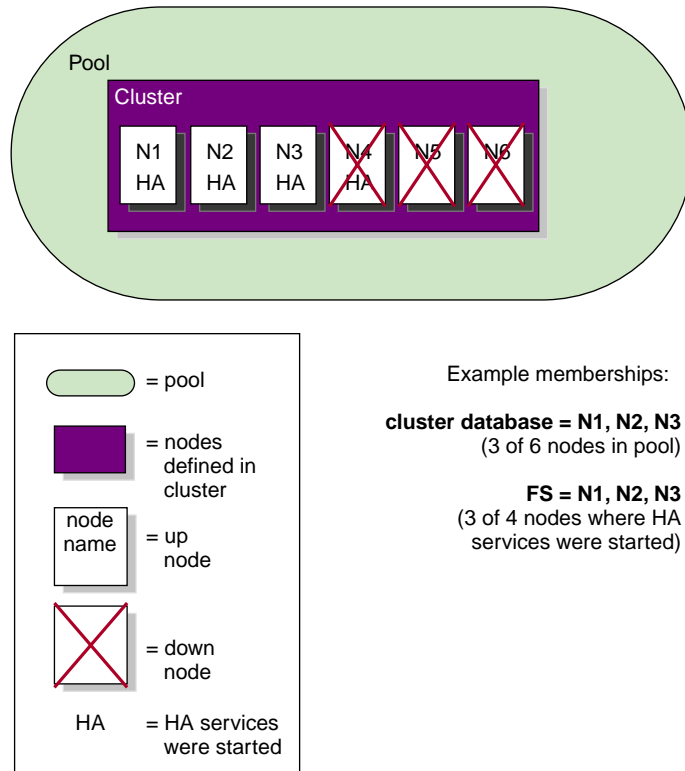 Pool
Cluster
N1 N2 N3 N4 N5 N6
HA HA HA HA
= pool
= nodes
defined in
cluster
node
name
= up
node
= down
node
HA = HA services
were started
Example memberships:
cluster database = N1, N2, N3
(3 of 6 nodes in pool)
FS = N1, N2, N3
(3 of 4 nodes where HA
services were started)